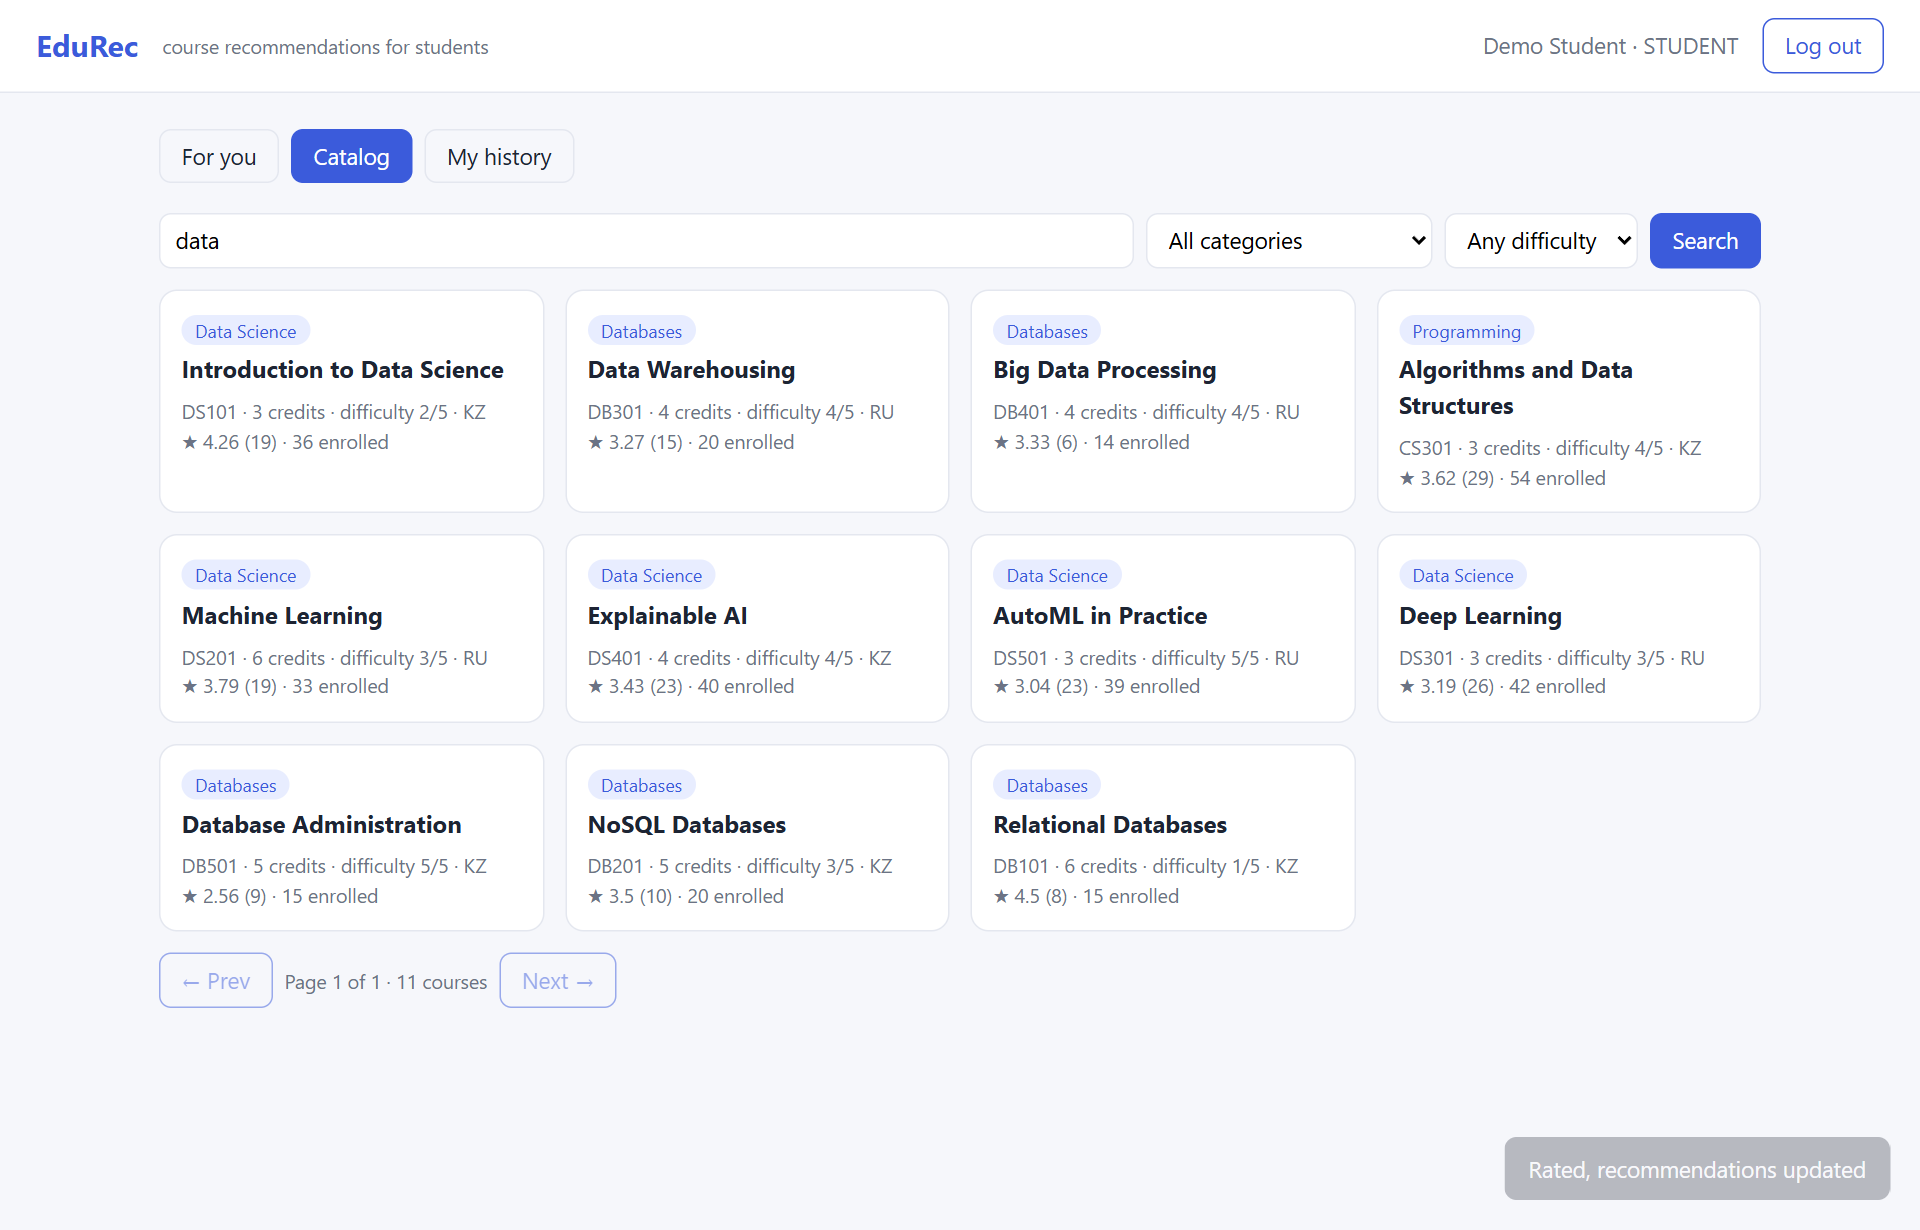 EduRec course recommendations for students
Demo Student · STUDENT
Log out
For you
Catalog
My history
data
All categories
Any difficulty
Search
Data Science
Introduction to Data Science
DS101 · 3 credits · difficulty 2/5 · KZ
★ 4.26 (19) · 36 enrolled
Databases
Data Warehousing
DB301 · 4 credits · difficulty 4/5 · RU
★ 3.27 (15) · 20 enrolled
Databases
Big Data Processing
DB401 · 4 credits · difficulty 4/5 · RU
★ 3.33 (6) · 14 enrolled
Programming
Algorithms and Data
Structures
CS301 · 3 credits · difficulty 4/5 · KZ
★ 3.62 (29) · 54 enrolled
Data Science
Machine Learning
DS201 · 6 credits · difficulty 3/5 · RU
★ 3.79 (19) · 33 enrolled
Data Science
Explainable AI
DS401 · 4 credits · difficulty 4/5 · KZ
★ 3.43 (23) · 40 enrolled
Data Science
AutoML in Practice
DS501 · 3 credits · difficulty 5/5 · RU
★ 3.04 (23) · 39 enrolled
Data Science
Deep Learning
DS301 · 3 credits · difficulty 3/5 · RU
★ 3.19 (26) · 42 enrolled
Databases
Database Administration
DB501 · 5 credits · difficulty 5/5 · KZ
★ 2.56 (9) · 15 enrolled
Databases
NoSQL Databases
DB201 · 5 credits · difficulty 3/5 · KZ
★ 3.5 (10) · 20 enrolled
Databases
Relational Databases
DB101 · 6 credits · difficulty 1/5 · KZ
★ 4.5 (8) · 15 enrolled
← Prev
Page 1 of 1 · 11 courses
Next →
Rated, recommendations updated